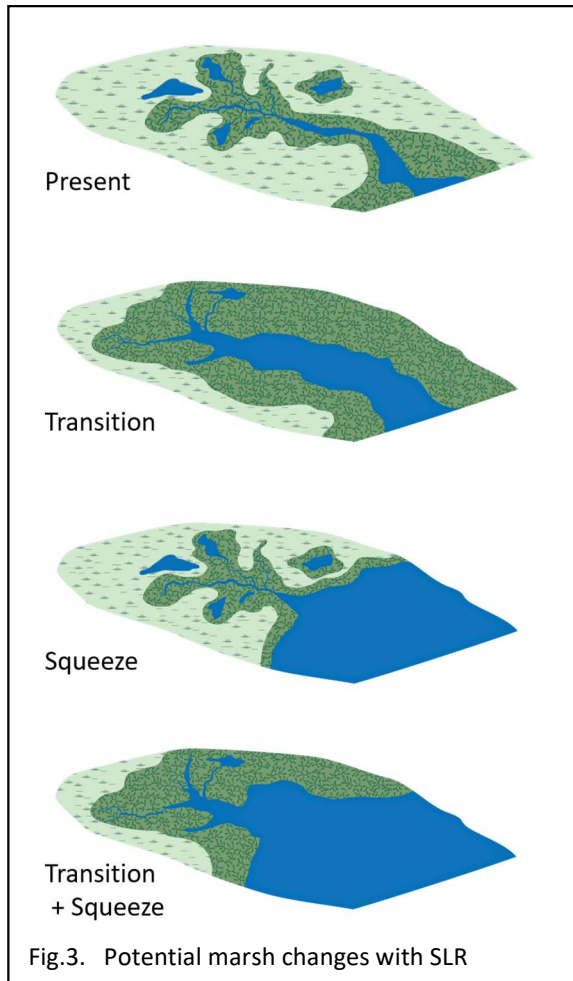 Present
Transition
Squeeze
Transition
+ Squeeze
Fig.3. Potential marsh changes with SLR